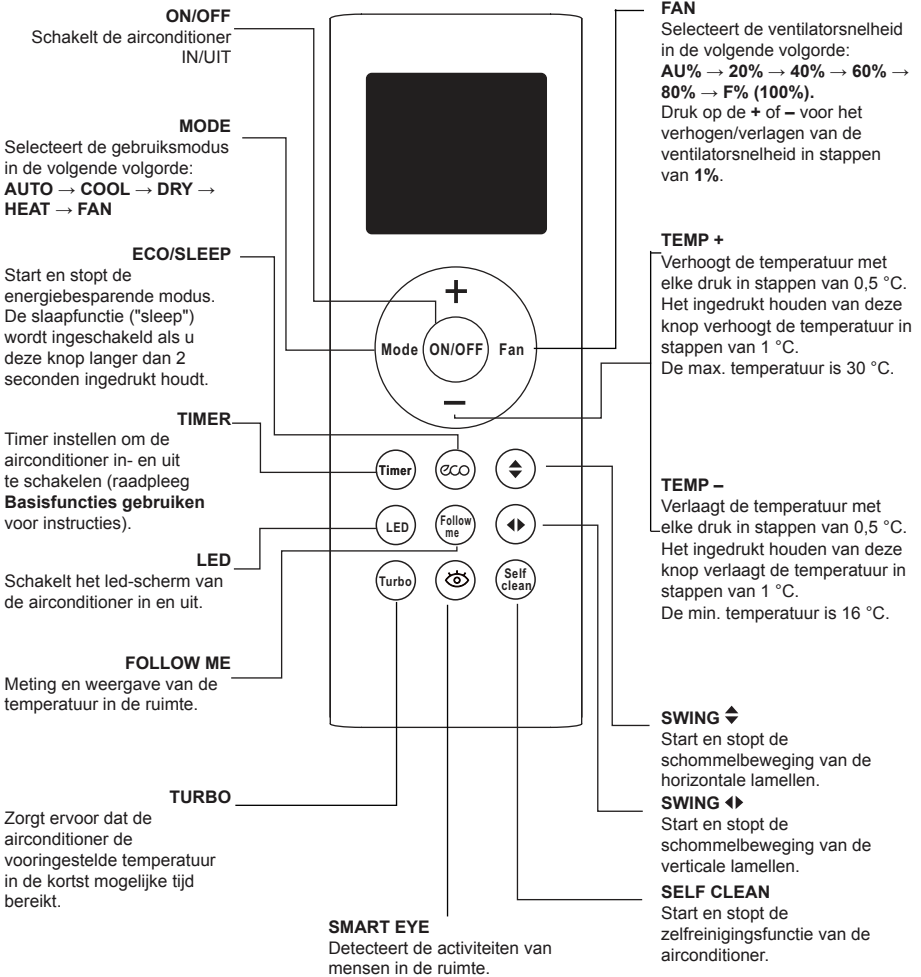 ON/OFF
Schakelt de airconditioner
IN/UIT
MODE
Selecteert de gebruiksmodus
in de volgende volgorde:
AUTO → COOL → DRY →
HEAT → FAN
ECO/SLEEP
Start en stopt de
energiebesparende modus.
De slaapfunctie ("sleep")
wordt ingeschakeld als u
deze knop langer dan 2
seconden ingedrukt houdt.
TIMER
Timer instellen om de
airconditioner in- en uit
te schakelen (raadpleeg
Basisfuncties gebruiken
voor instructies).
LED
Schakelt het led-scherm van
de airconditioner in en uit.
FOLLOW ME
Meting en weergave van de
temperatuur in de ruimte.
TURBO
Zorgt ervoor dat de
airconditioner de
vooringestelde temperatuur
in de kortst mogelijke tijd
bereikt.
+
Mode ON/OFF Fan
–
Timer eco
LED Follow
me
Turbo Self
clean
SMART EYE
Detecteert de activiteiten van
mensen in de ruimte.
FAN
Selecteert de ventilatorsnelheid
in de volgende volgorde:
AU% → 20% → 40% → 60% →
80% → F% (100%).
Druk op de + of – voor het
verhogen/verlagen van de
ventilatorsnelheid in stappen
van 1%.
TEMP +
Verhoogt de temperatuur met
elke druk in stappen van 0,5 °C.
Het ingedrukt houden van deze
knop verhoogt de temperatuur in
stappen van 1 °C.
De max. temperatuur is 30 °C.
TEMP –
Verlaagt de temperatuur met
elke druk in stappen van 0,5 °C.
Het ingedrukt houden van deze
knop verlaagt de temperatuur in
stappen van 1 °C.
De min. temperatuur is 16 °C.
SWING
Start en stopt de
schommelbeweging van de
horizontale lamellen.
SWING
Start en stopt de
schommelbeweging van de
verticale lamellen.
SELF CLEAN
Start en stopt de
zelfreinigingsfunctie van de
airconditioner.